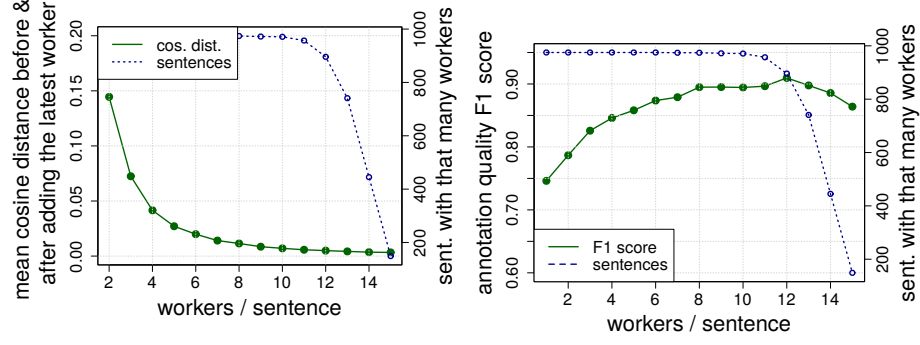 mean cosine distance before &
after adding the latest worker
0.00 0.05 0.10 0.15 0.20
cos. dist.
sentences
200 400 600 800 1000
sent. with that many workers
2 4 6 8 10 12 14
workers / sentence
annotation quality F1 score
0.60 0.70 0.80 0.90
F1 score
sentences
200 400 600 800 1000
sent. with that many workers
2 4 6 8 10 12 14
workers / sentence